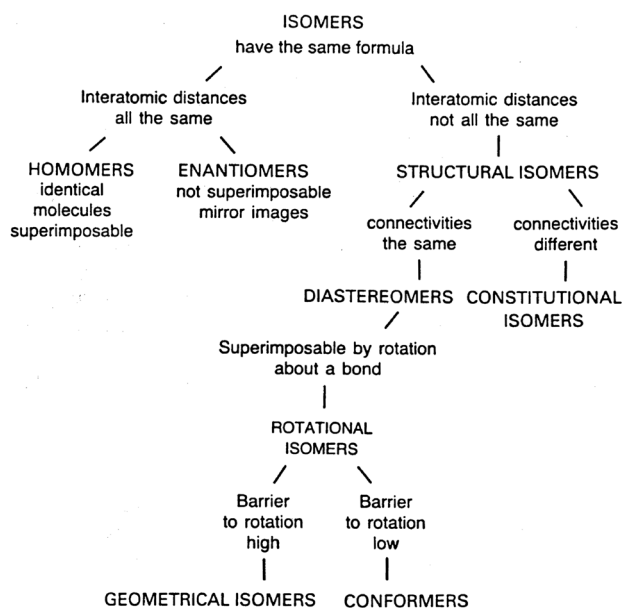 ISOMERS
have the same formula
Interatomic distances
all the same
Interatomic distances
not all the same
HOMOMERS
identical
molecules
superimposable
ENANTIOMERS
not superimposable
mirror images
STRUCTURAL ISOMERS
connectivities
the same
connectivities
different
DIASTEREOMERS
CONSTITUTIONAL
ISOMERS
Superimposable by rotation
about a bond
ROTATIONAL
ISOMERS
Barrier
to rotation
high
Barrier
to rotation
low
GEOMETRICAL ISOMERS
CONFORMERS